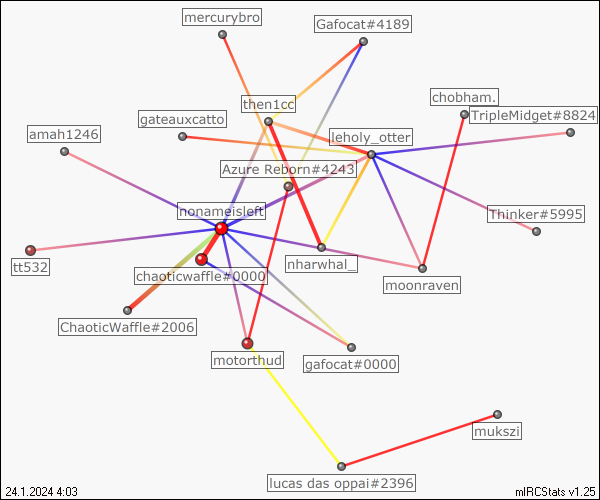 mercurybro
Gafocat#4189
chobham.
then1cc
TripleMidget#8824
gateauxcatto
amah1246
leholy_otter
Azure Reborn#4243
nonameisleft
Thinker#5995
tt532
nharwhal_
chaoticwaffle#0000
moonraven
ChaoticWaffle#2006
motorthud
gafocat#0000
mukszi
lucas das oppai#2396
24.1.2024 4:03
mIRCStats v1.25